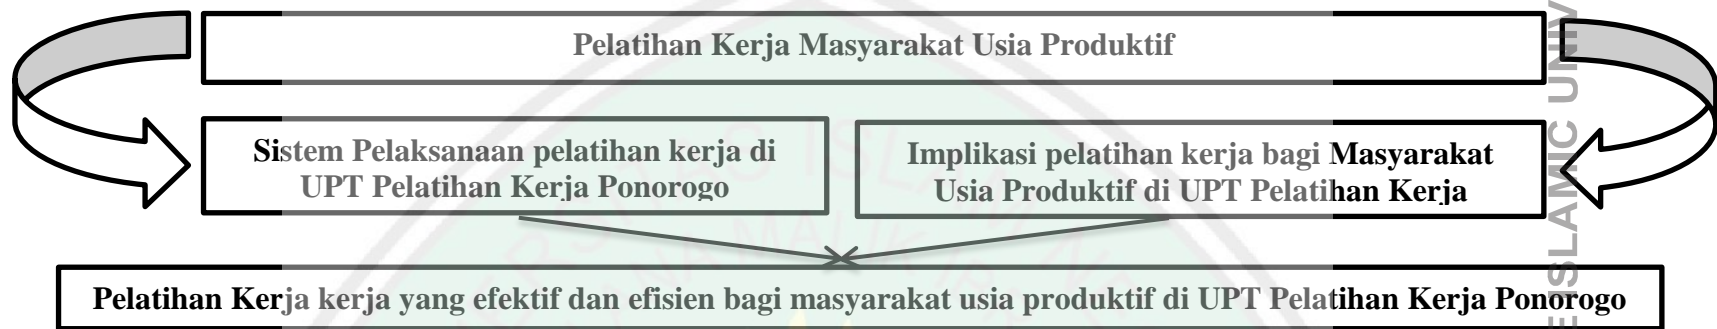 Pelatihan Kerja Masyarakat Usia Produktif
Sistem Pelaksanaan pelatihan kerja di
UPT Pelatihan Kerja Ponorogo
Implikasi pelatihan kerja bagi Masyarakat
Usia Produktif di UPT Pelatihan Kerja
Pelatihan Kerja kerja yang efektif dan efisien bagi masyarakat usia produktif di UPT Pelatihan Kerja Ponorogo
ISLAMIC UNIV